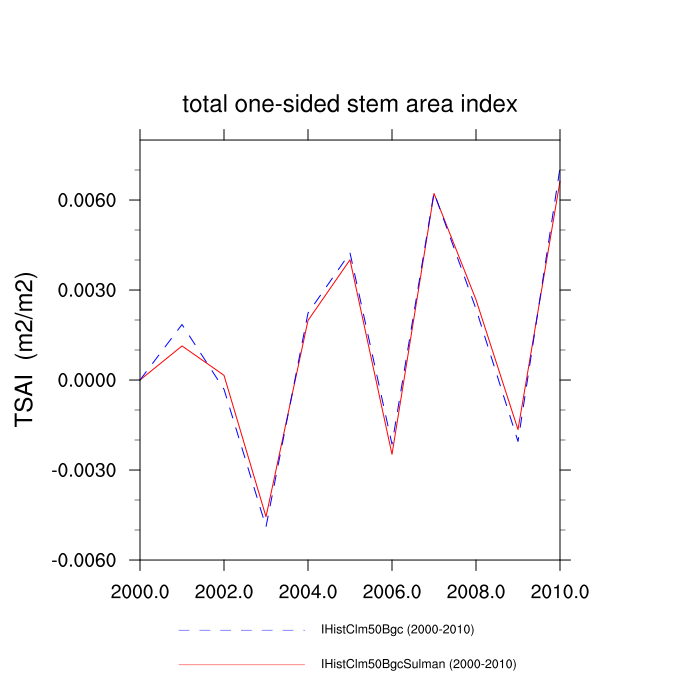 total one-sided stem area index
TSAI (m2/m2)
0.0060
0.0030
0.0000
-0.0030
-0.0060
2000.0 2002.0 2004.0 2006.0 2008.0 2010.0
IHistClm50Bgc (2000-2010)
IHistClm50BgcSulman (2000-2010)